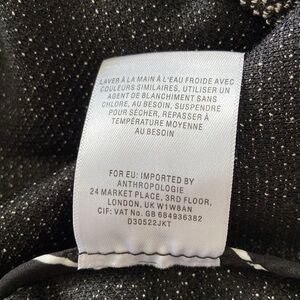 LAVER À LA MAIN À L'EAU FROIDE AVEC
COULEURS SIMILAIRES, UTILISER UN
AGENT DE BLANCHIMENT SANS
CHLORE, AU BESOIN, SUSPENDRE
POUR SÉCHER, REPASSER À
TEMPÉRATURE MOYENNE
AU BESOIN
FOR EU: IMPORTED BY
ANTHROPOLOGIE
24 MARKET PLACE, 3RD FLOOR,
LONDON, UK W1W8AN
CIF: VAT No. GB 684936382
D30522JKT